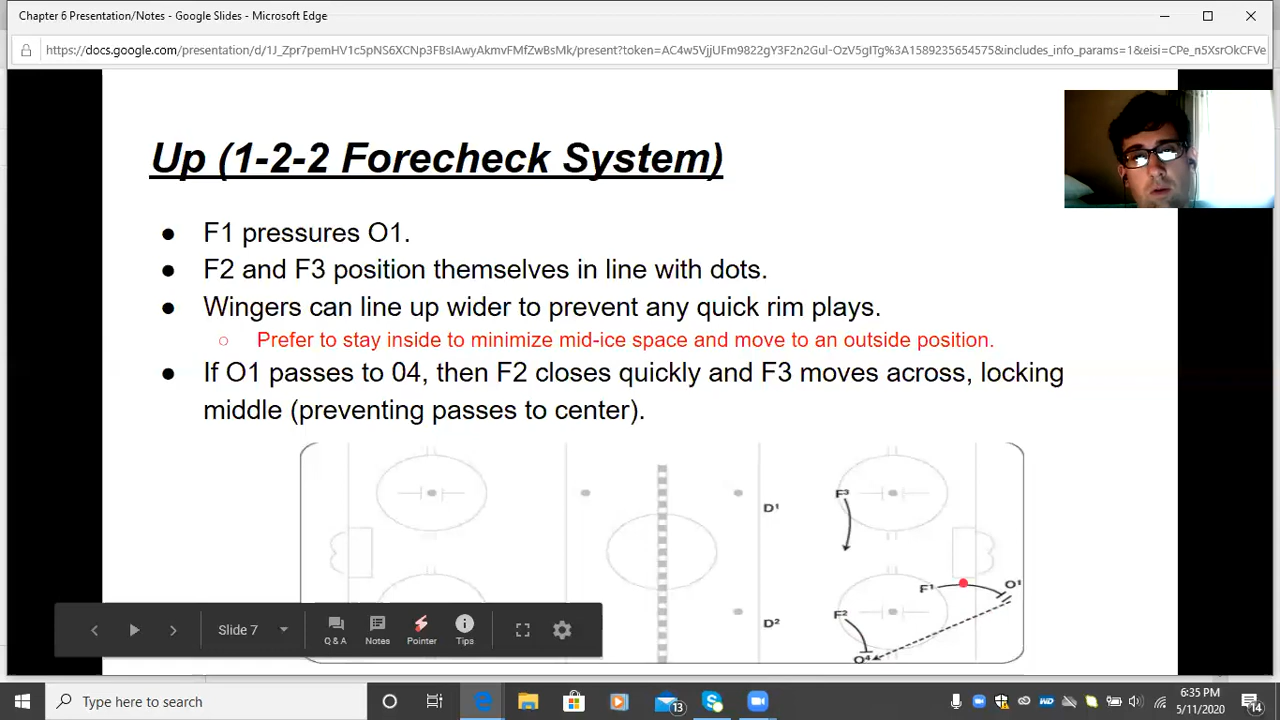 Chapter 6 Presentation/Notes - Google Slides - Microsoft Edge
https://docs.google.com/presentation/d/1J_Zpr7pemHV1c5pNS6XCNp3FBsIAwyAkmvFMfZwBsMk/present?token=AC4w5VjjUFm9822gY3F2n2Gul-OzV5gITg%3A1589235654575&includes_info_params=1&eisi=CPe_n5XsrOkCFVe
Up (1-2-2 Forecheck System)
● F1 pressures O1.
● F2 and F3 position themselves in line with dots.
● Wingers can line up wider to prevent any quick rim plays.
○ Prefer to stay inside to minimize mid-ice space and move to an outside position.
● If O1 passes to 04, then F2 closes quickly and F3 moves across, locking
middle (preventing passes to center).
F3
D1
F1
O1
F2
D2
O4
Slide 7
Q & A
Notes
Pointer
Tips
Type here to search
13
WD
6:35 PM
5/11/2020
14